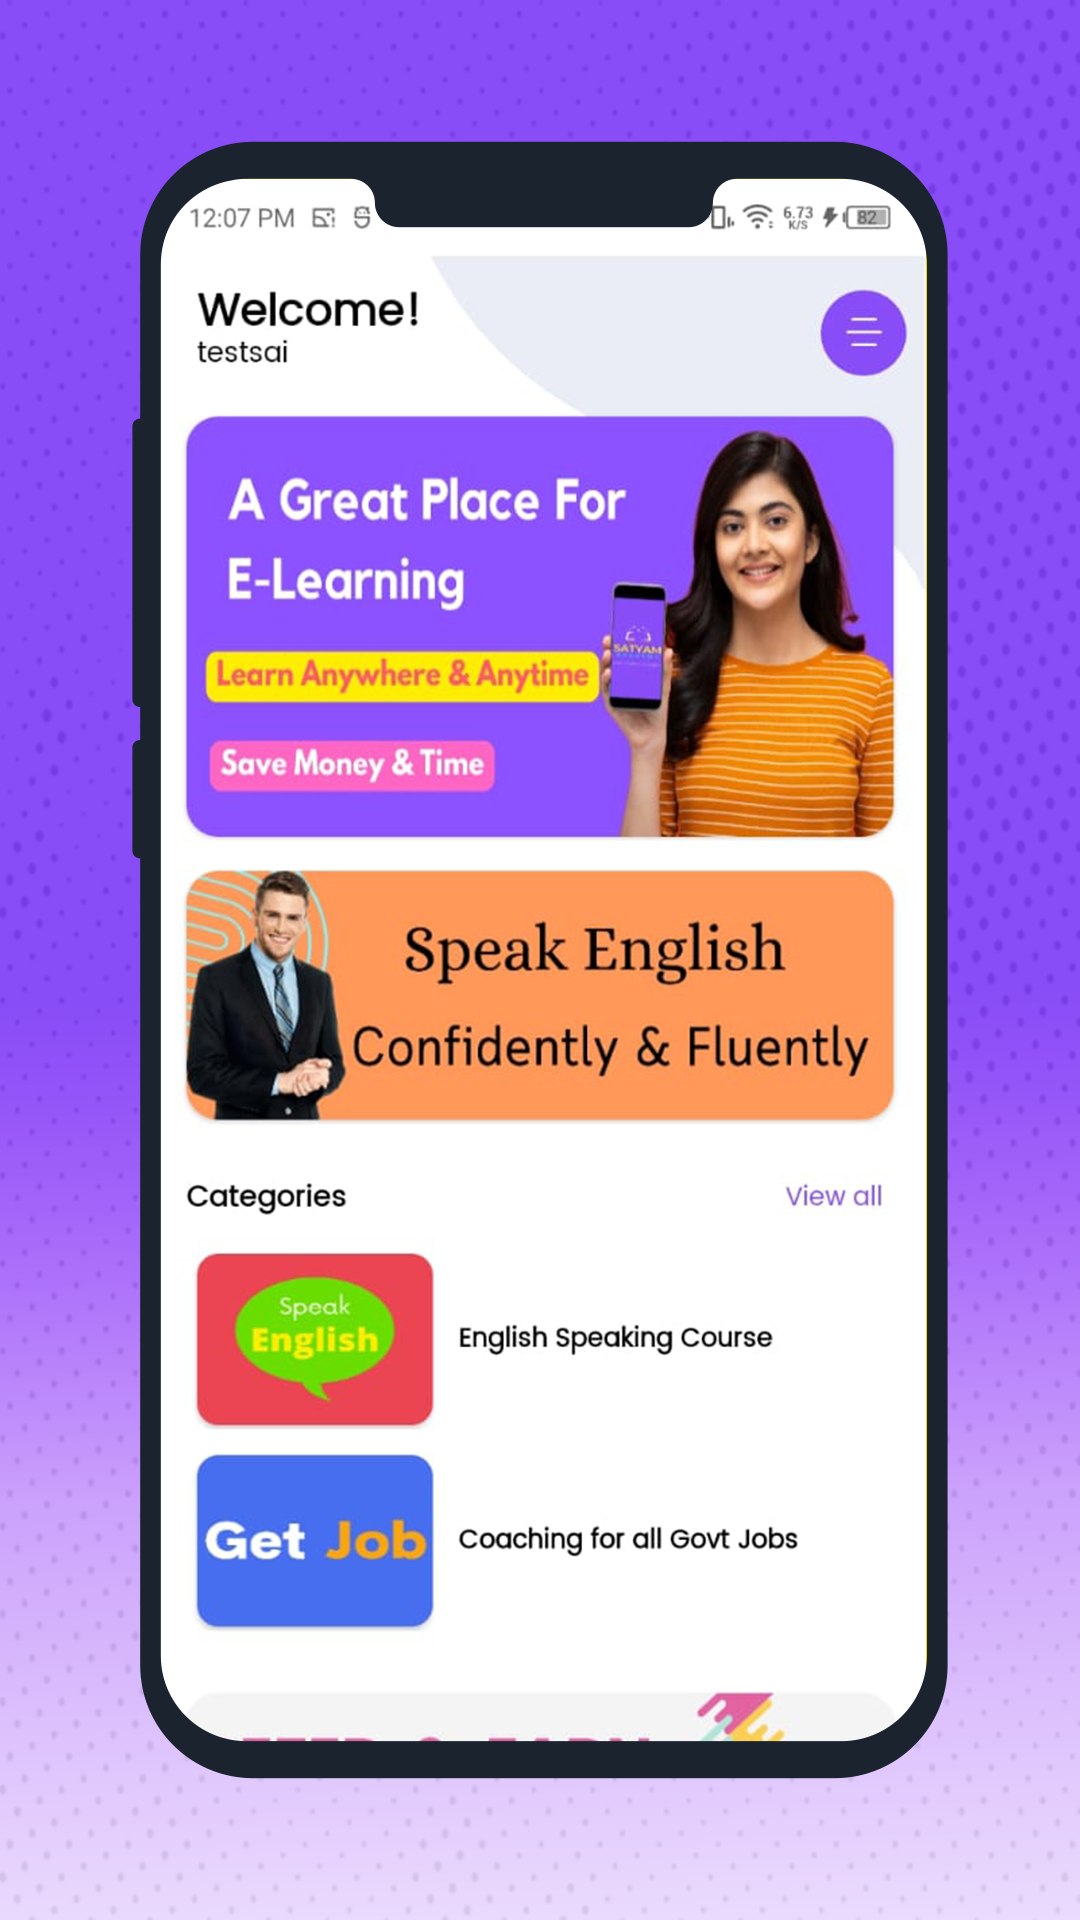 12:07 PM
6.73
K/S
82
Welcome!
testsai
A Great Place For
E-Learning
SATYAM
Learn Anywhere & Anytime
Save Money & Time
Speak English
Confidently & Fluently
Categories
View all
Speak
English
English Speaking Course
Get Job
Coaching for all Govt Jobs